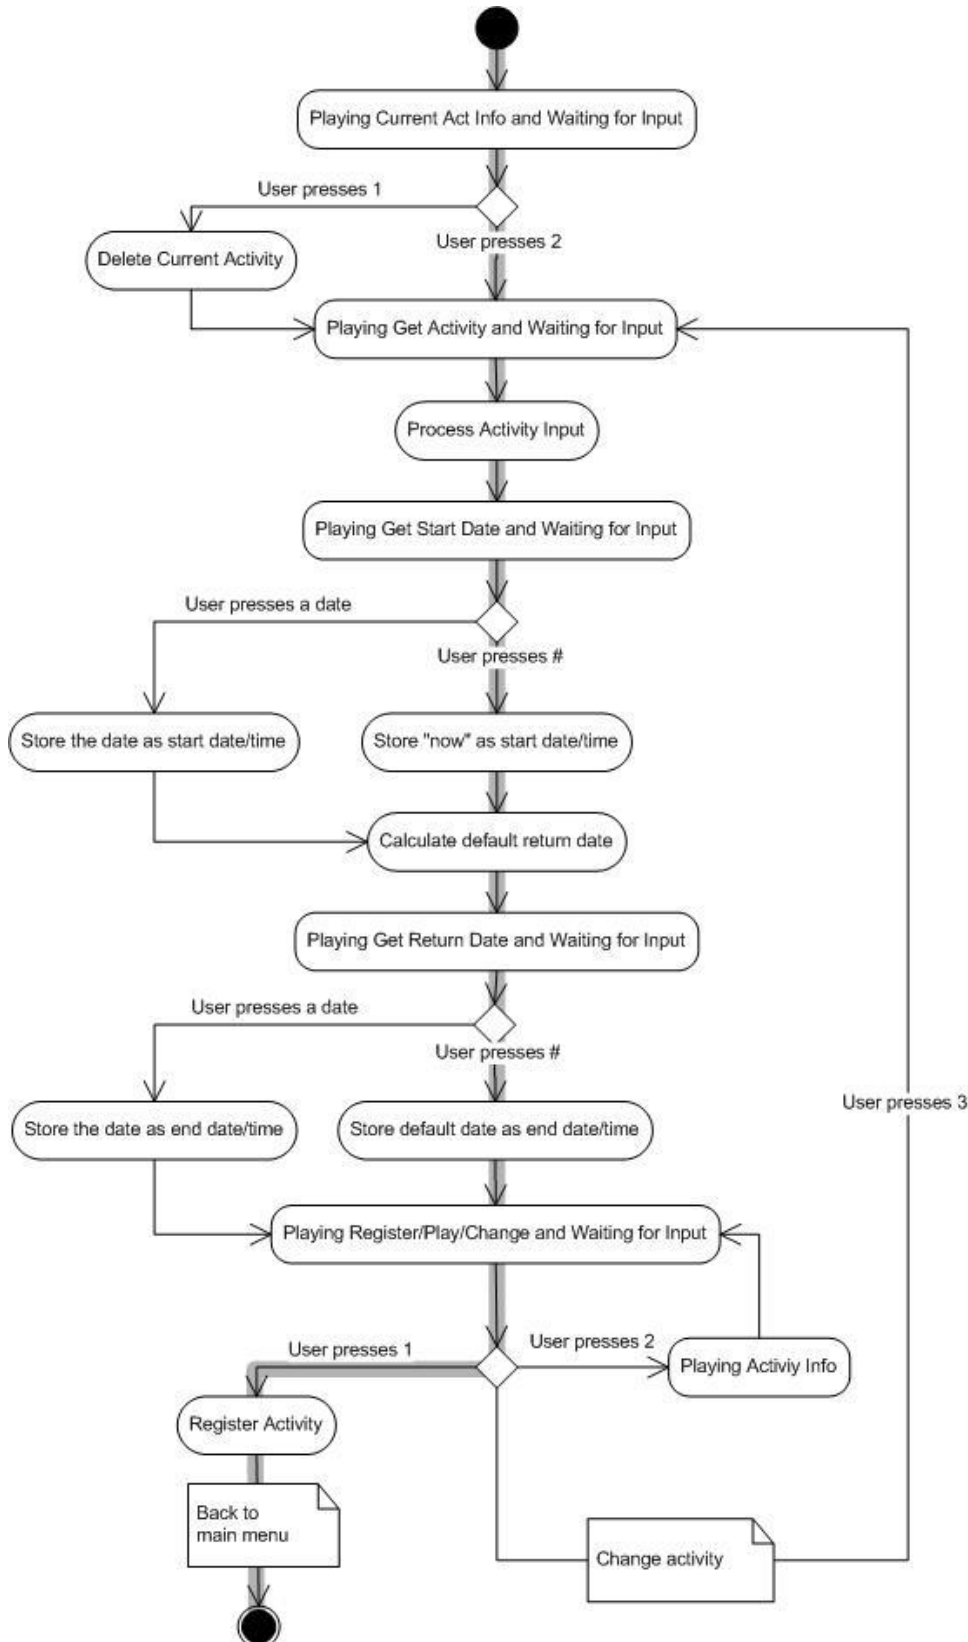 Playing Current Act Info and Waiting for Input
User presses 1
User presses 2
Delete Current Activity
Playing Get Activity and Waiting for Input
Process Activity Input
Playing Get Start Date and Waiting for Input
User presses a date
User presses #
Store the date as start date/time
Store "now" as start date/time
Calculate default return date
Playing Get Return Date and Waiting for Input
User presses a date
User presses #
User presses 3
Store the date as end date/time
Store default date as end date/time
Playing Register/Play/Change and Waiting for Input
User presses 1
User presses 2
Playing Activiy Info
Register Activity
Back to
main menu
Change activity